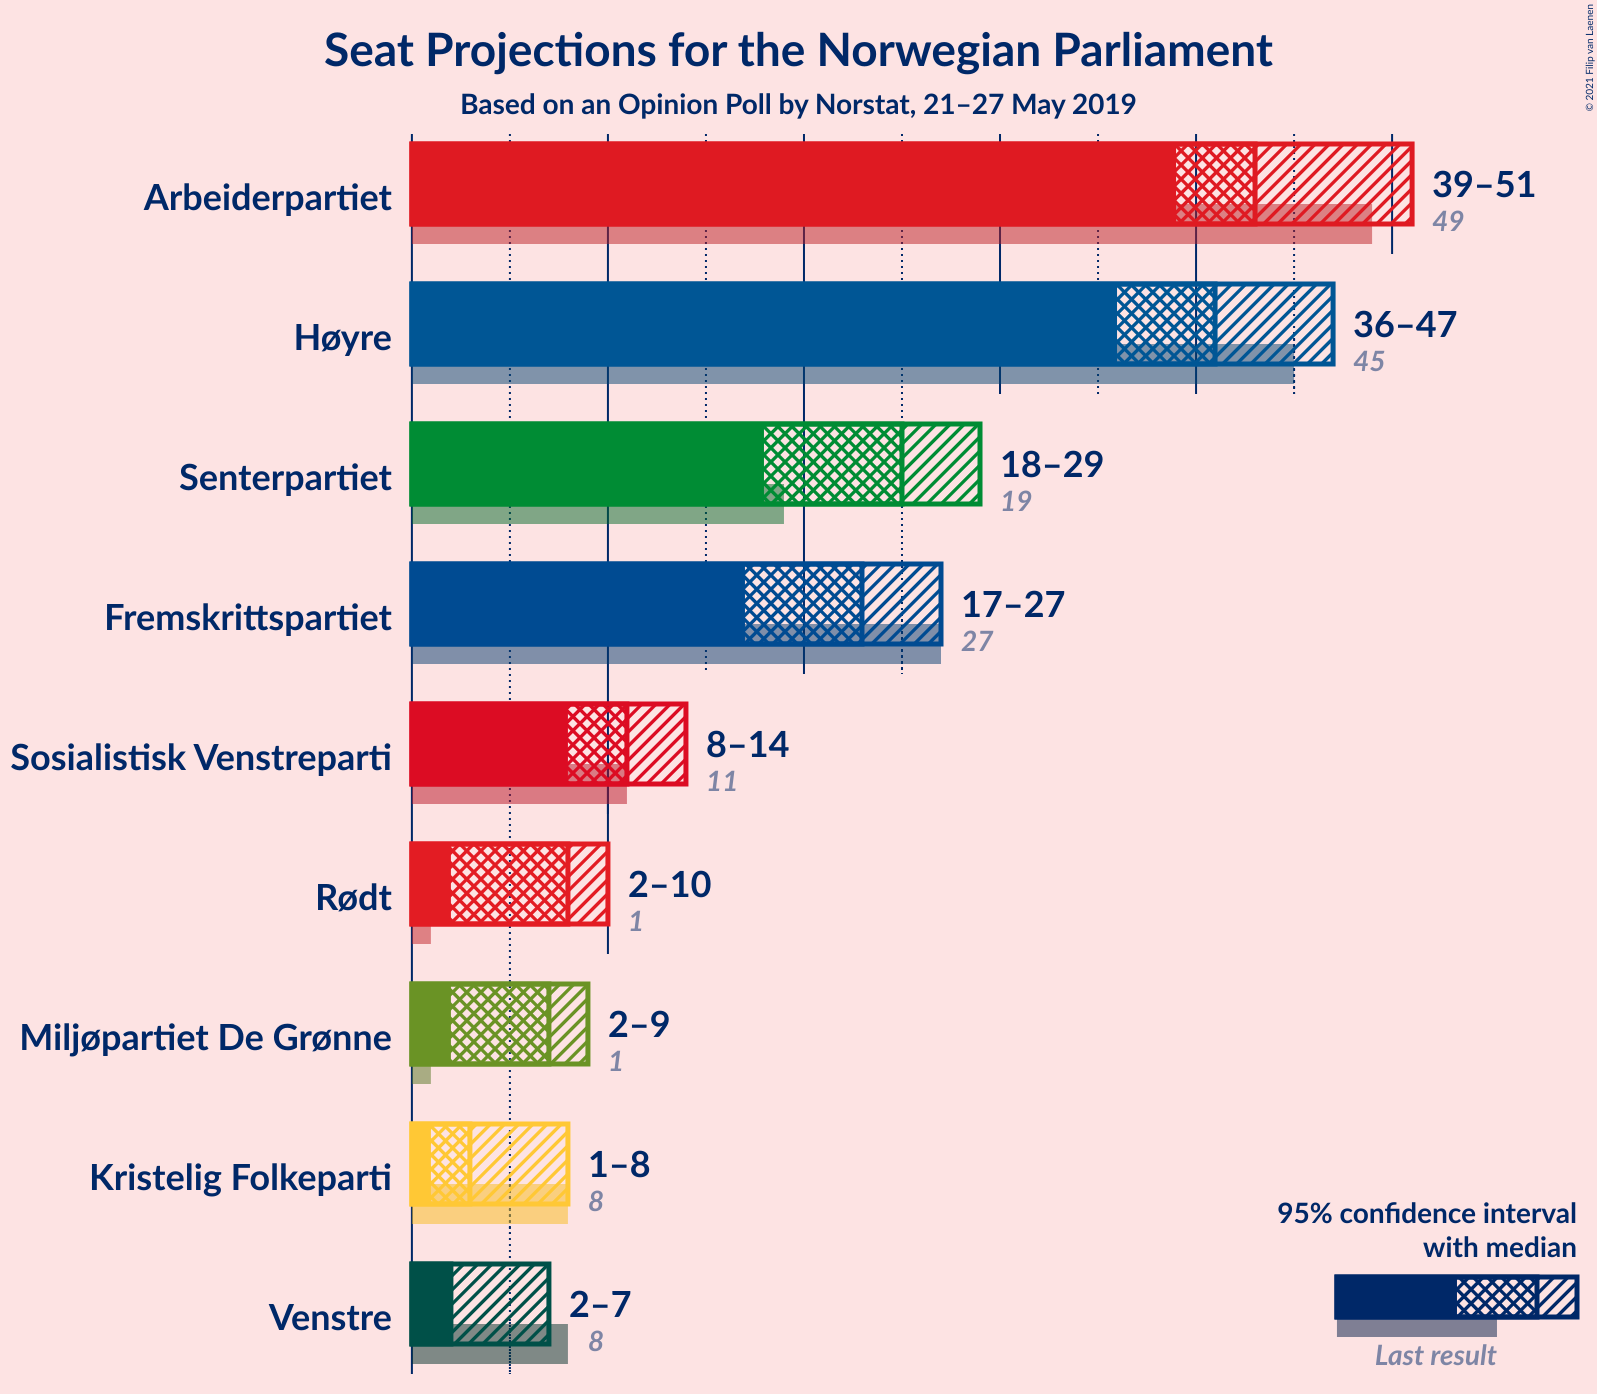 Seat Projections for the Norwegian Parliament
Based on an Opinion Poll by Norstat, 21–27 May 2019
© 2021 Filip van Laenen
Arbeiderpartiet
39–51
49
Høyre
36–47
45
Senterpartiet
18–29
19
Fremskrittspartiet
17–27
27
Sosialistisk Venstreparti
8–14
11
Rødt
2–10
1
Miljøpartiet De Grønne
2–9
1
Kristelig Folkeparti
1–8
8
Venstre
2–7
8
95% confidence interval
with median
Last result